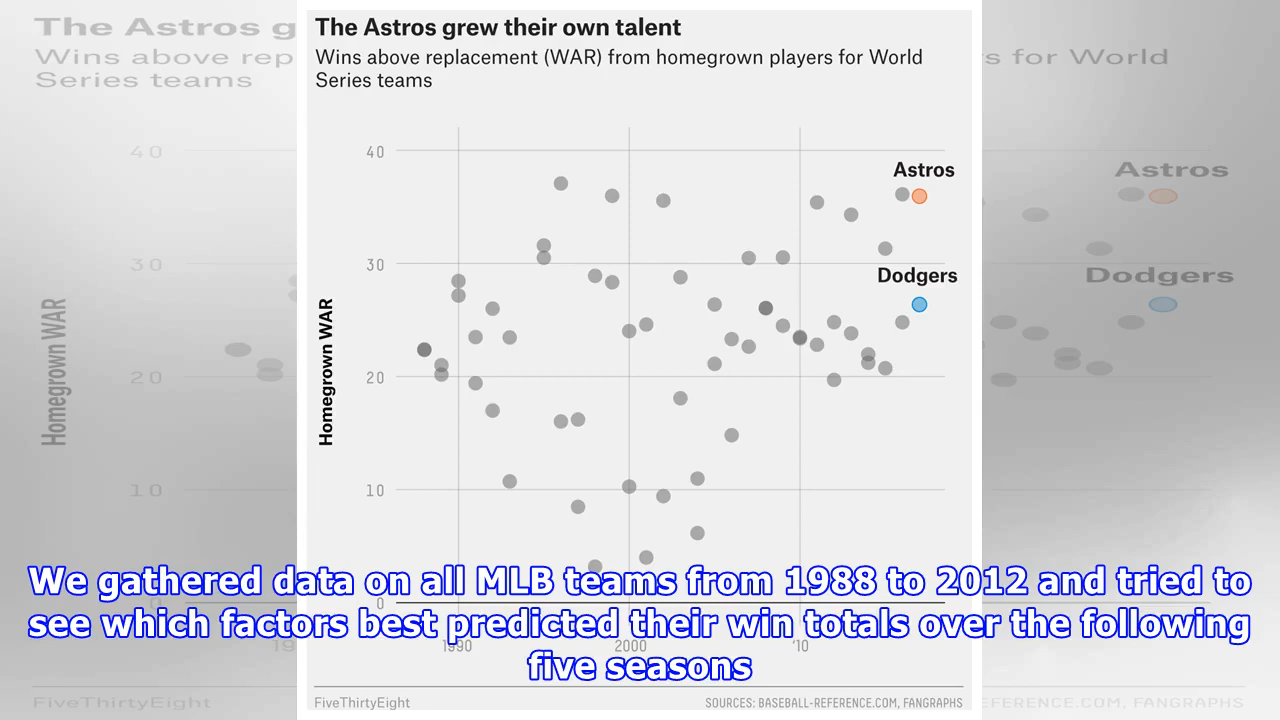 The Astros grew their own talent
Wins above replacement (WAR) from homegrown players for World
Series teams
40
Astros
30
Dodgers
Homegrown WAR
20
10
0
We gathered data on all MLB teams from 1988 to 2012 and tried to
see which factors best predicted their win totals over the following
five seasons
1990
2000
'10
FiveThirtyEight
SOURCES: BASEBALL-REFERENCE.COM, FANGRAPHS